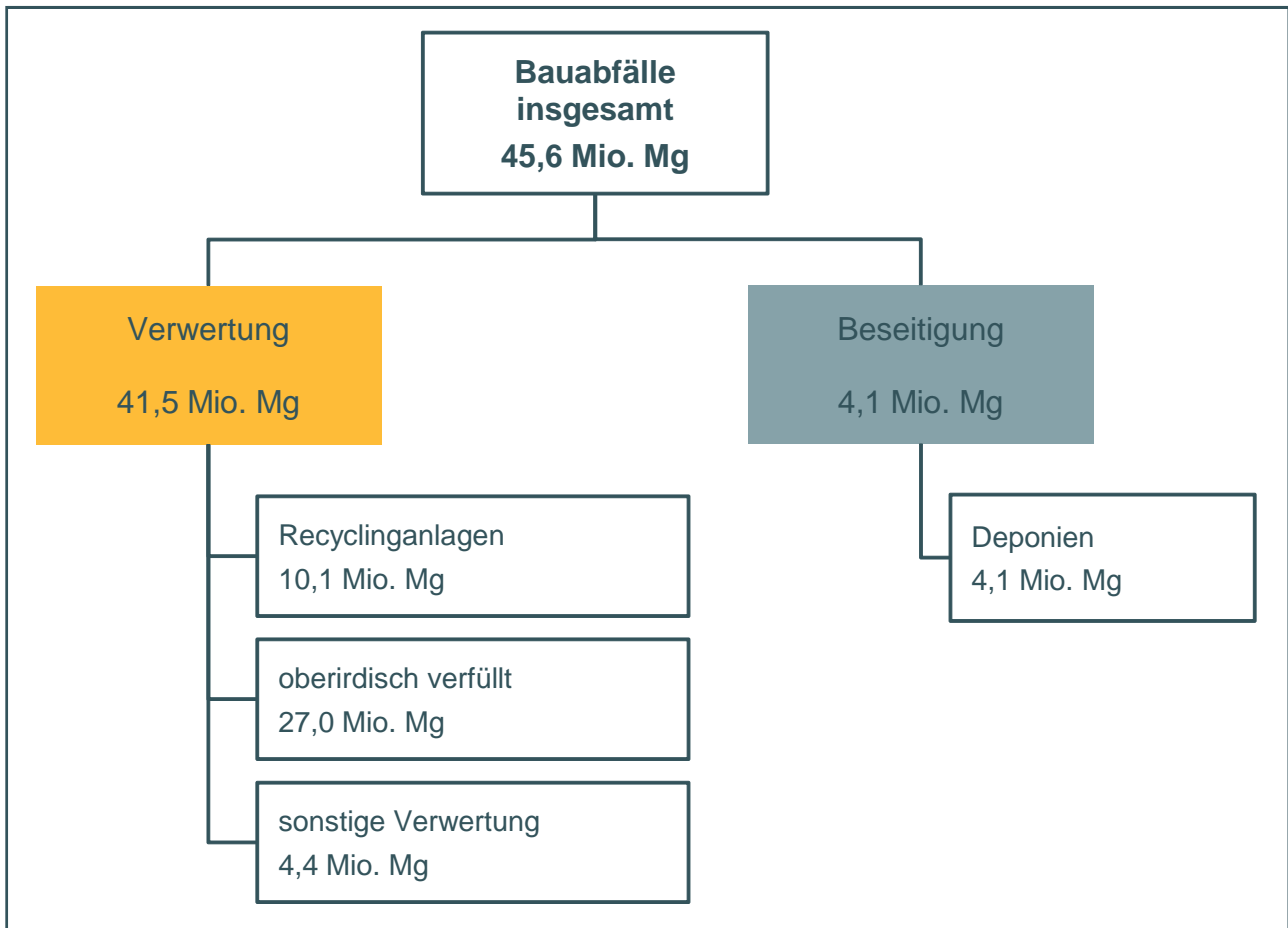 Bauabfälle
insgesamt
45,6 Mio. Mg
Verwertung
41,5 Mio. Mg
Beseitigung
4,1 Mio. Mg
Recyclinganlagen
10,1 Mio. Mg
oberirdisch verfüllt
27,0 Mio. Mg
sonstige Verwertung
4,4 Mio. Mg
Deponien
4,1 Mio. Mg